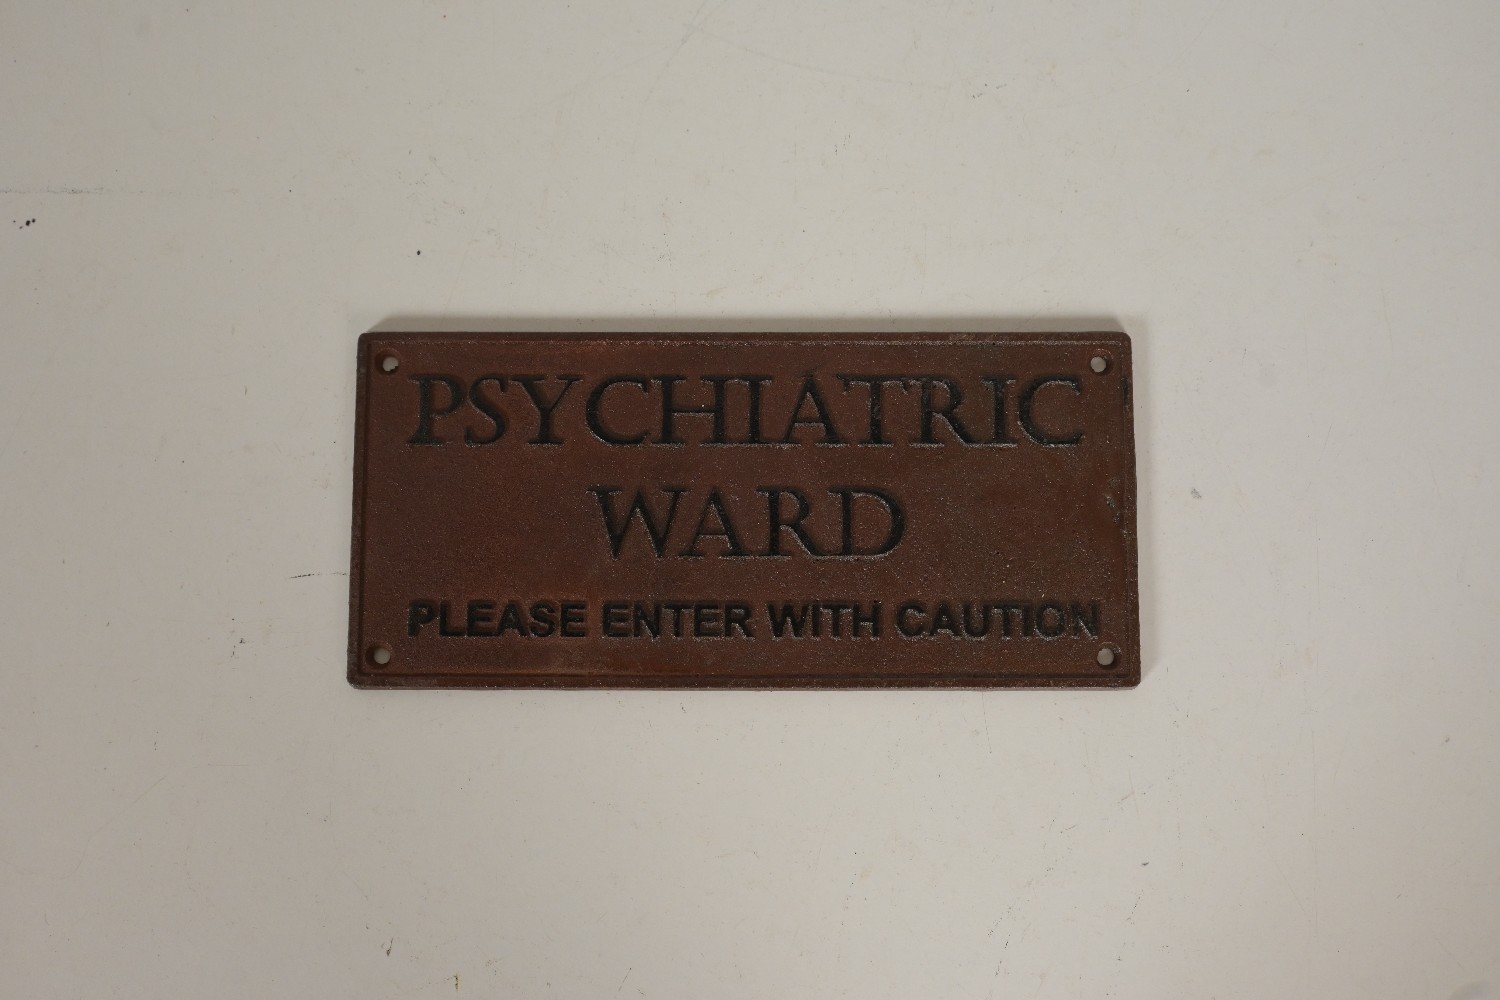 PSYCHIATRIC
WARD
PLEASE ENTER WITH CAUTION